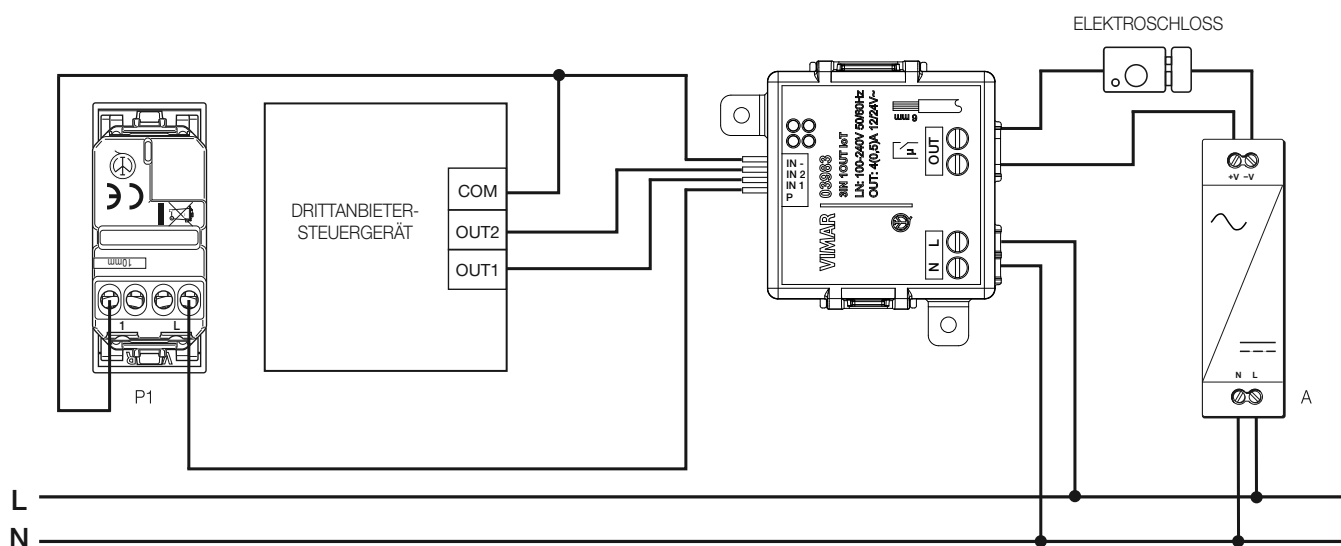 ELEKTROSCHLOSS
10mm
1 L
P1
DRITTANBIETER-
STEUERGERÄT
COM
OUT2
OUT1
IN -
IN 2
IN 1
P
VIMAR 03983
3IN 1OUT IoT
LN: 100-240V 50/60Hz
OUT: 4(0,5)A 12/24V~
6 mm
µ
OUT
N L
+V -V
N L
A
L
N